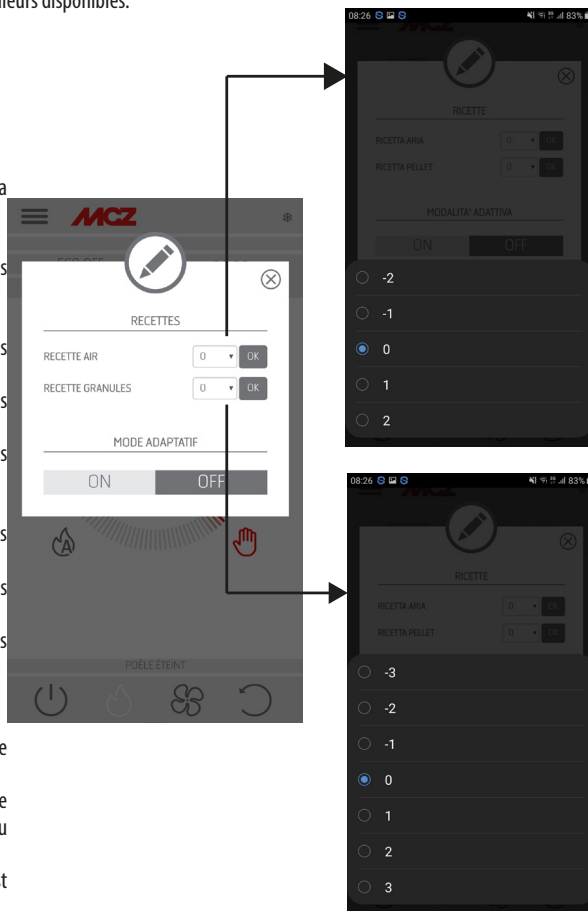 eurs disponibles.
08:26
83%
RICETTE
RICETTA ARIA 0 OK
RICETTA PELLET 0 OK
MODALITA' ADATTIVA
ON OFF
-2
-1
0
1
2
a
s
s
s
s
s
s
s
e
e
u
st
MCZ
RECETTES
RECETTE AIR 0 OK
RECETTE GRANULES 0 OK
MODE ADAPTATIF
ON OFF
A
POÊLE ÉTEINT
08:26
83%
RICETTE
RICETTA ARIA 0 OK
RICETTA PELLET 0 OK
-3
-2
-1
0
1
2
3